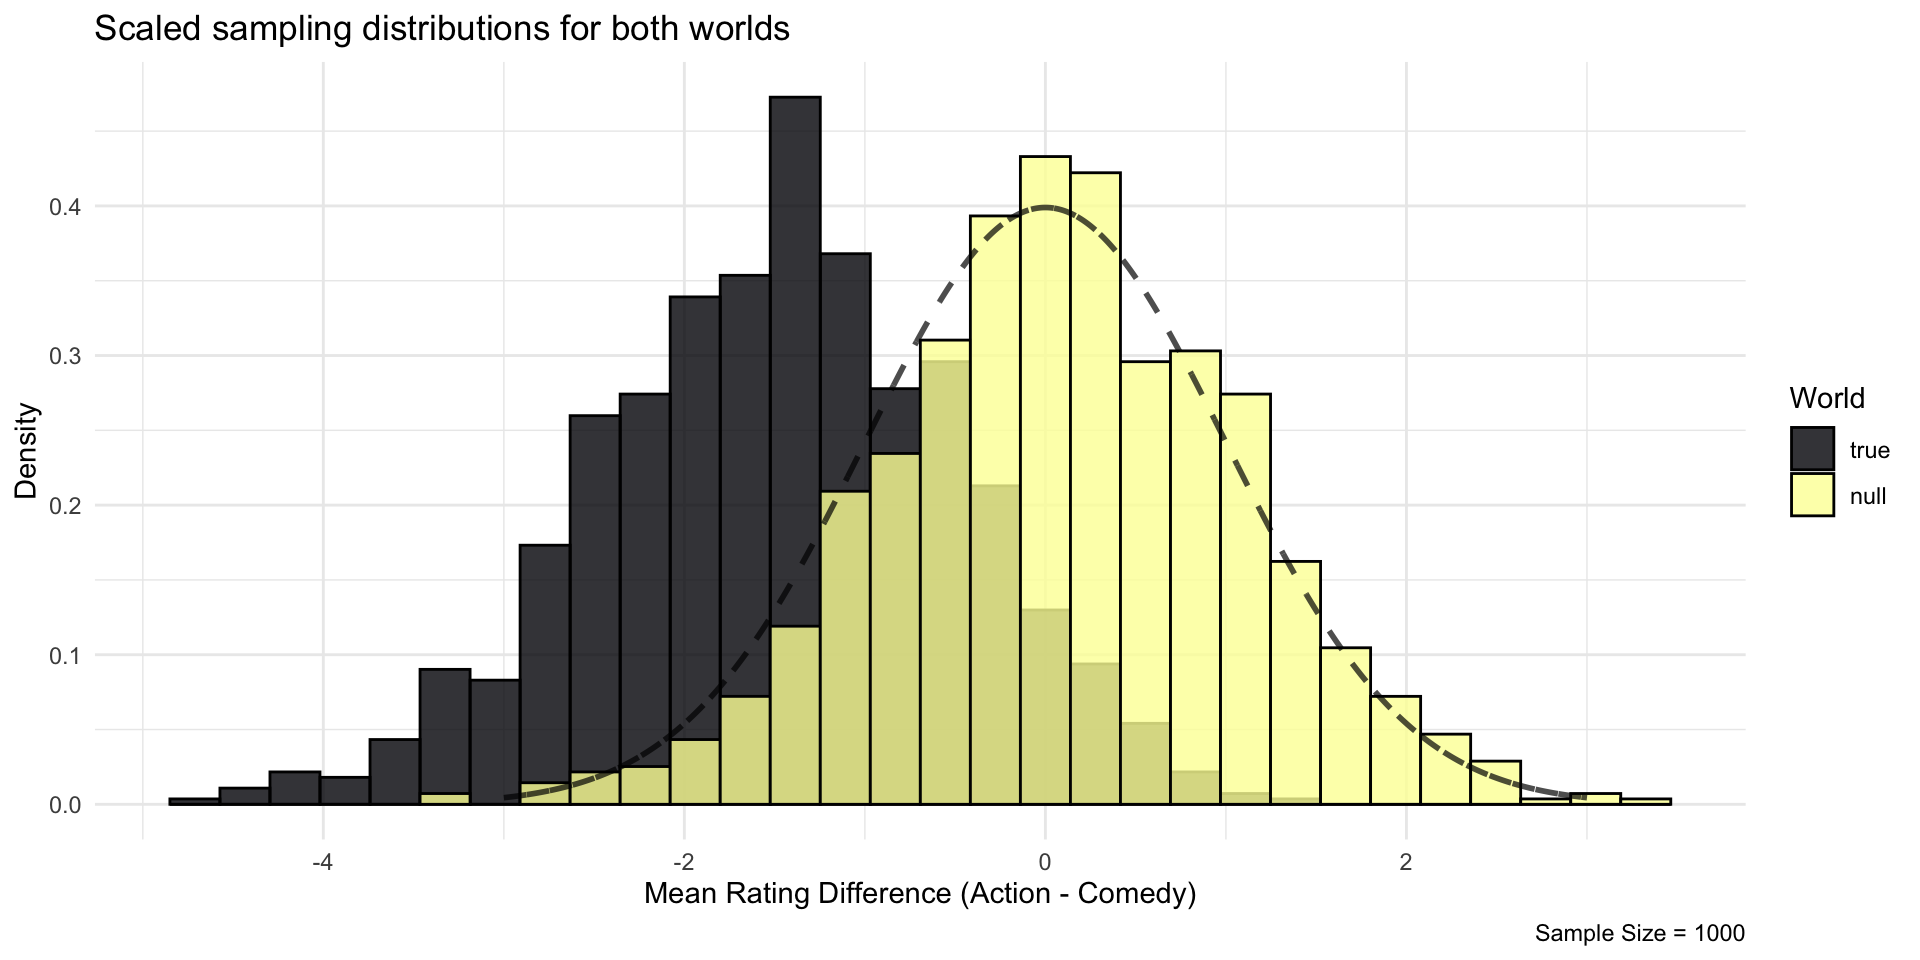 Scaled sampling distributions for both worlds
Density
0.4
0.3
0.2
0.1
0.0
-4
-2
0
2
Mean Rating Difference (Action - Comedy)
World
true
null
Sample Size = 1000